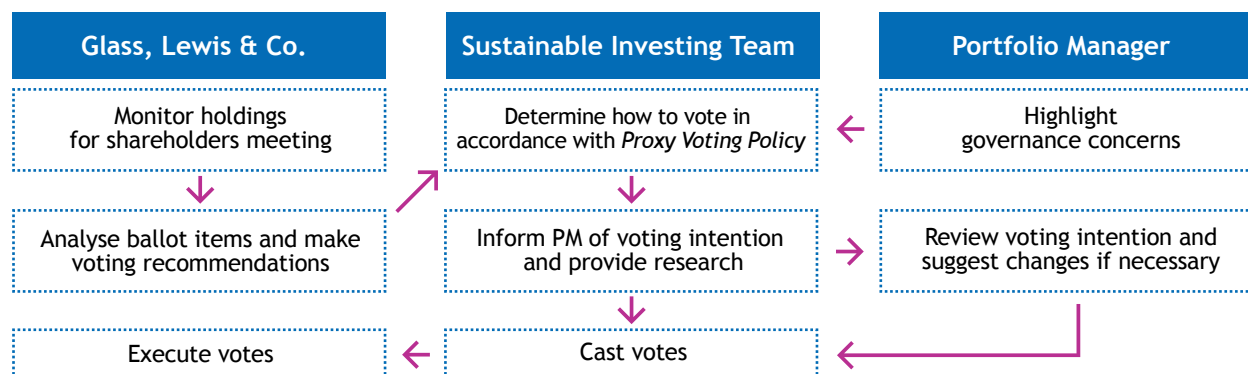 Glass, Lewis & Co.
Sustainable Investing Team
Portfolio Manager
Monitor holdings
for shareholders meeting
Determine how to vote in
accordance with Proxy Voting Policy
Highlight
governance concerns
Analyse ballot items and make
voting recommendations
Inform PM of voting intention
and provide research
Review voting intention and
suggest changes if necessary
Execute votes
Cast votes